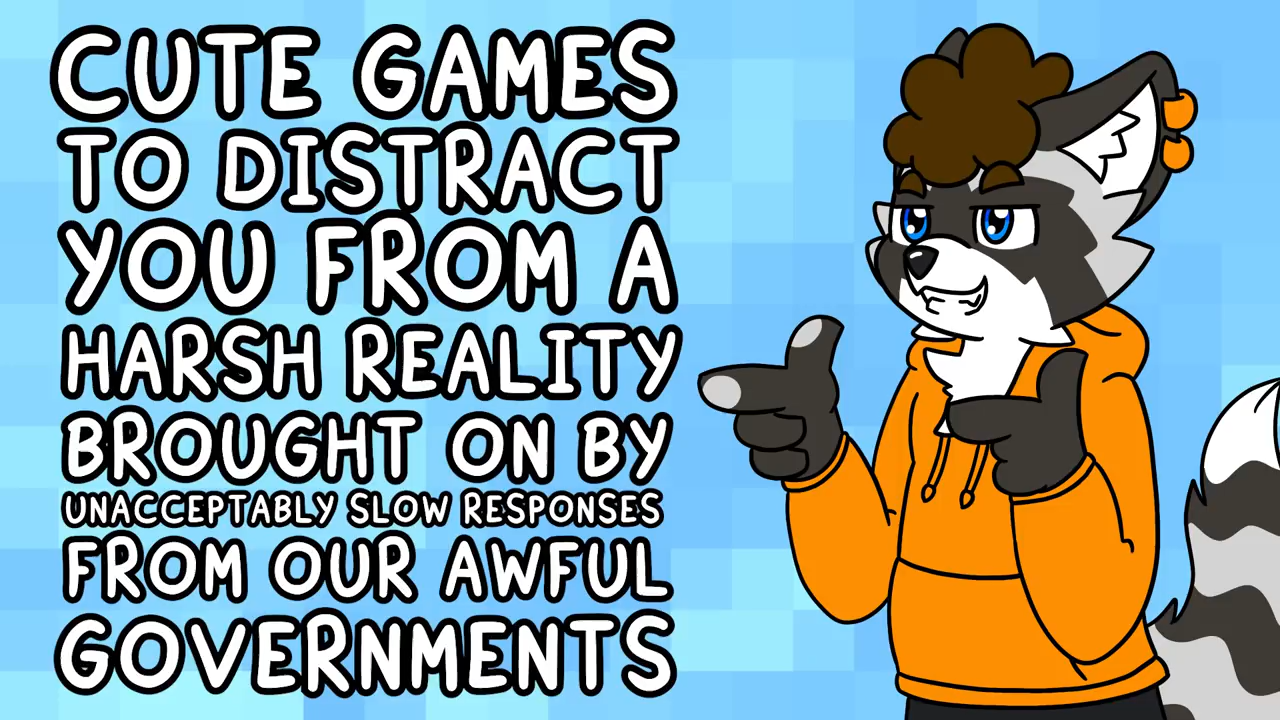 CUTE GAMES
TO DISTRACT
YOU FROM A
HARSH REALITY
BROUGHT ON BY
UNACCEPTABLY SLOW RESPONSES
FROM OUR AWFUL
GOVERNMENTS